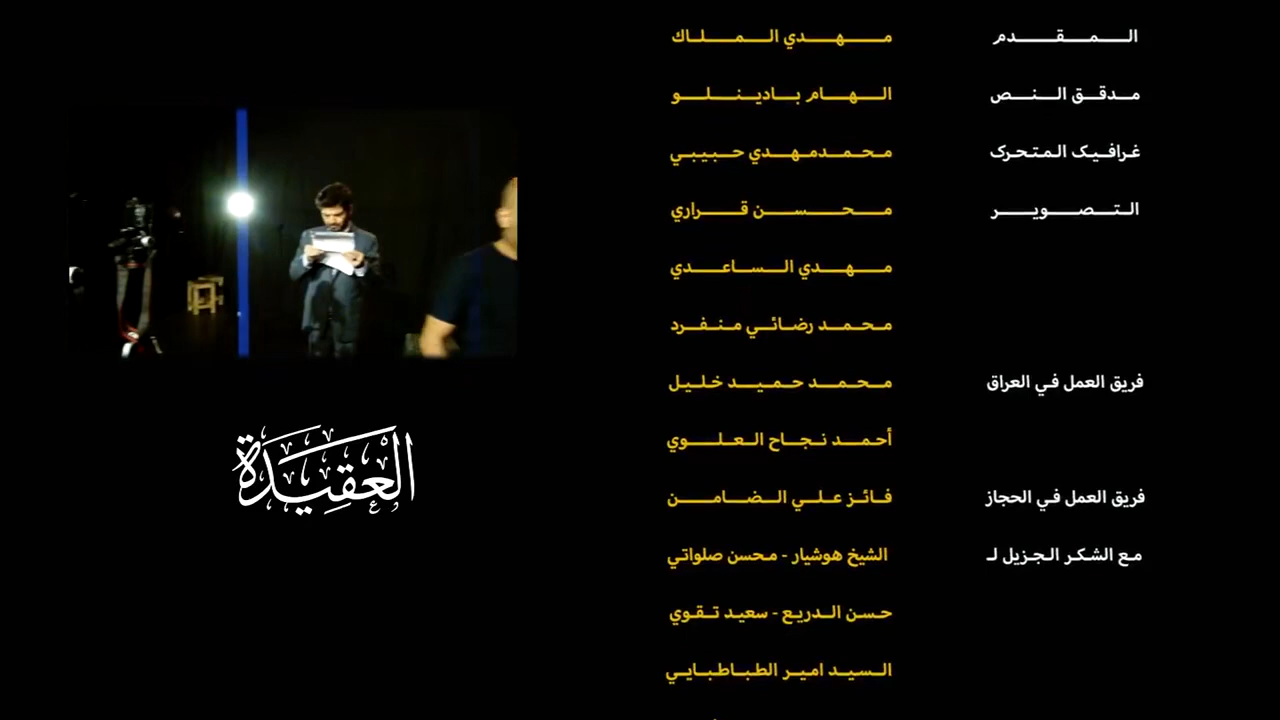 المقدم مهدي الملاك
مدقق النص الهام بادينلو
غرافیک المتحرک محمدمهدي حبيبي
التصوير محسن قراري
مهدي الساعدي
محمد رضائي منفرد
فريق العمل في العراق محمد حميد خليل
أحمد نجاح العلوي
فريق العمل في الحجاز فائز علي الضامن
مع الشكر الجزيل لـ الشيخ هوشيار - محسن صلواتي
حسن الدريع - سعيد تقوي
السيد امير الطباطبايي
العقيدة